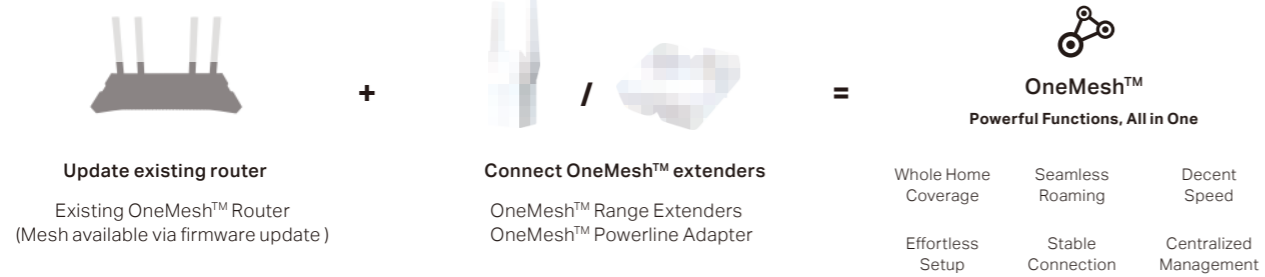 +
/
=
OneMesh™
Powerful Functions, All in One
Update existing router
Existing OneMesh™ Router
(Mesh available via firmware update )
Connect OneMesh™ extenders
OneMesh™ Range Extenders
OneMesh™ Powerline Adapter
Whole Home
Coverage
Seamless
Roaming
Decent
Speed
Effortless
Setup
Stable
Connection
Centralized
Management